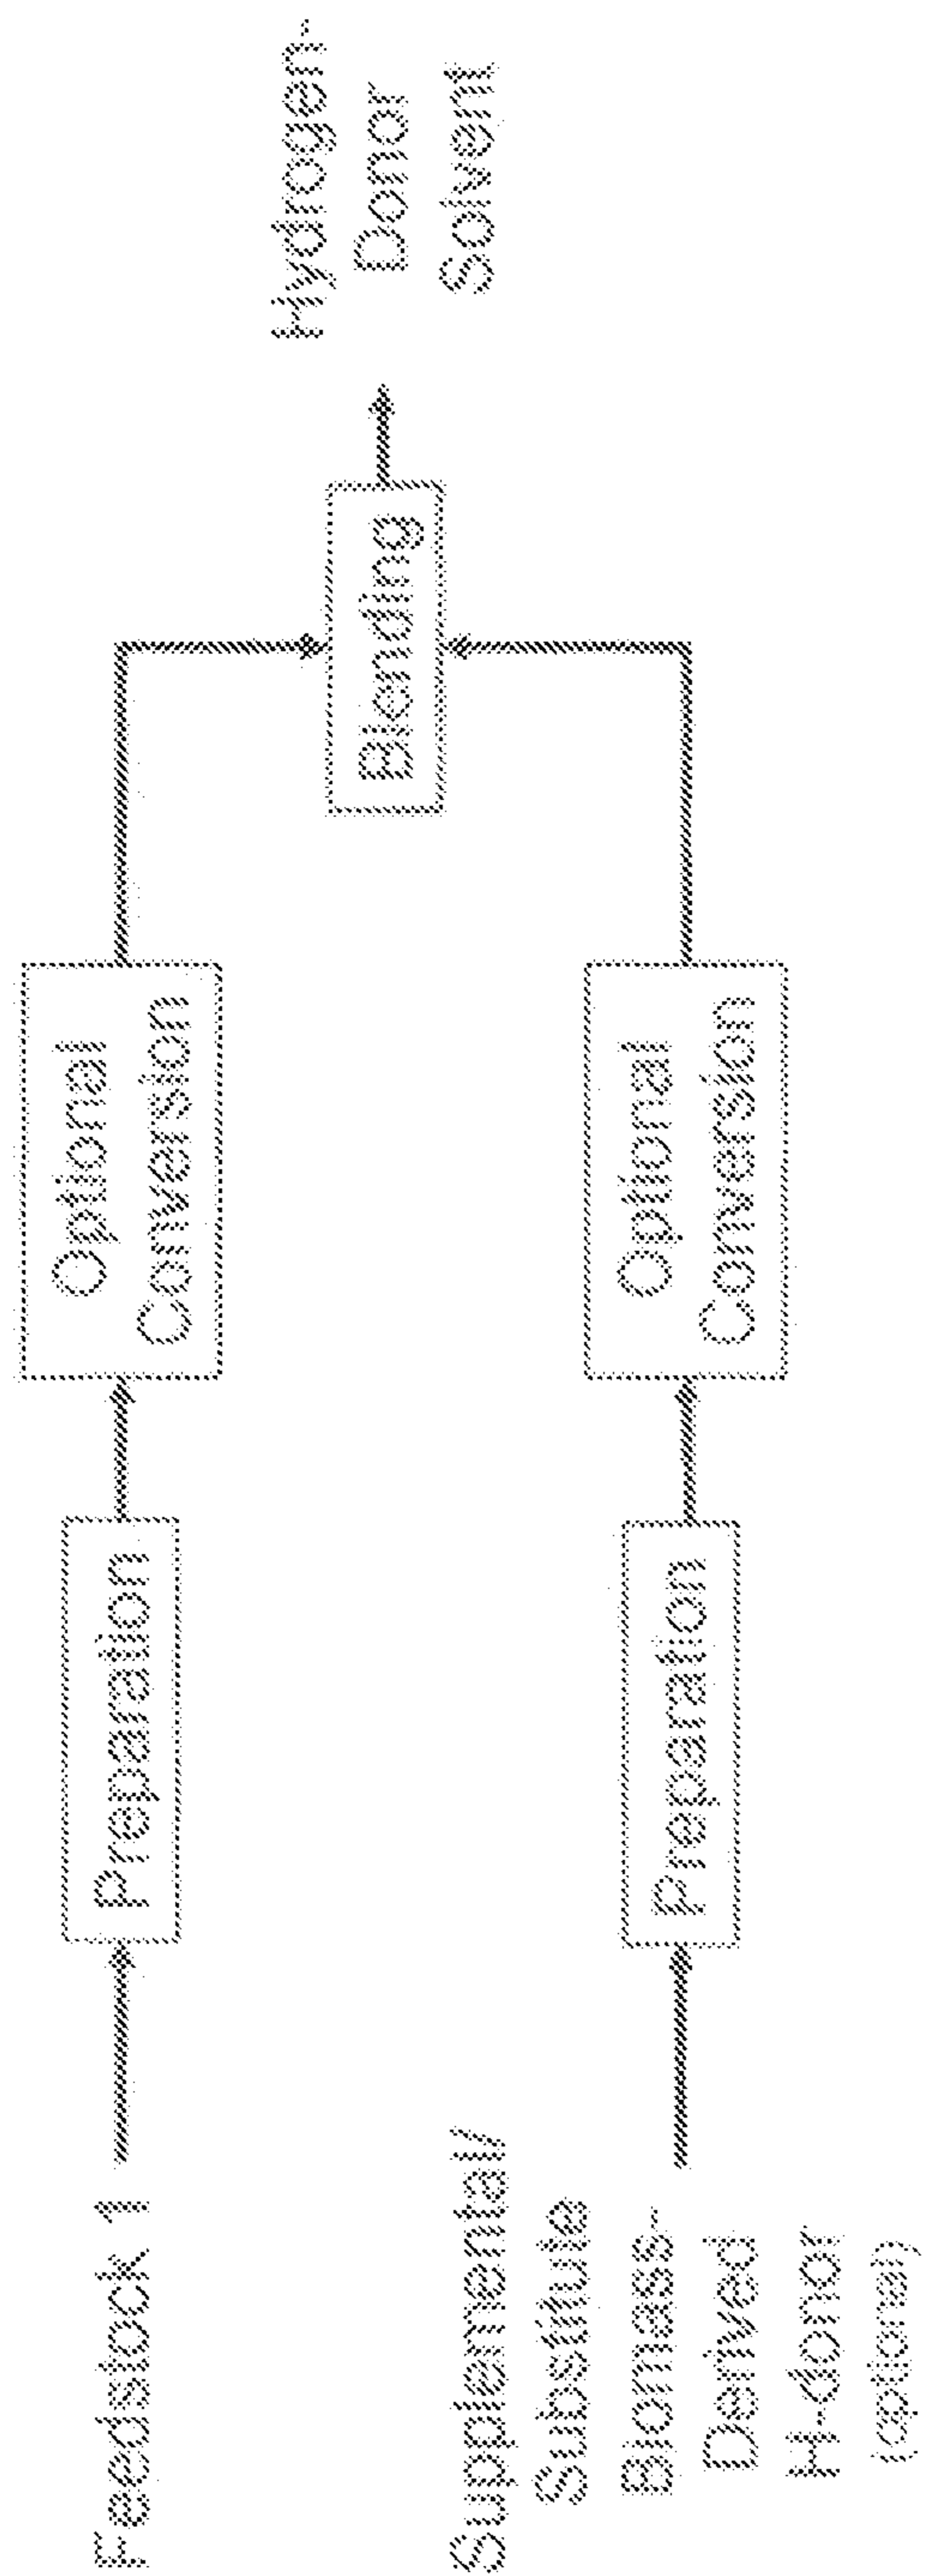 Feedstock 1
Preparation
Optional
Conversion
Blending
Hydrogen-
Donor
Solvent
Supplemental/
Substitute
Biomass-
Derived
H-donor
(optional)
Preparation
Optional
Conversion